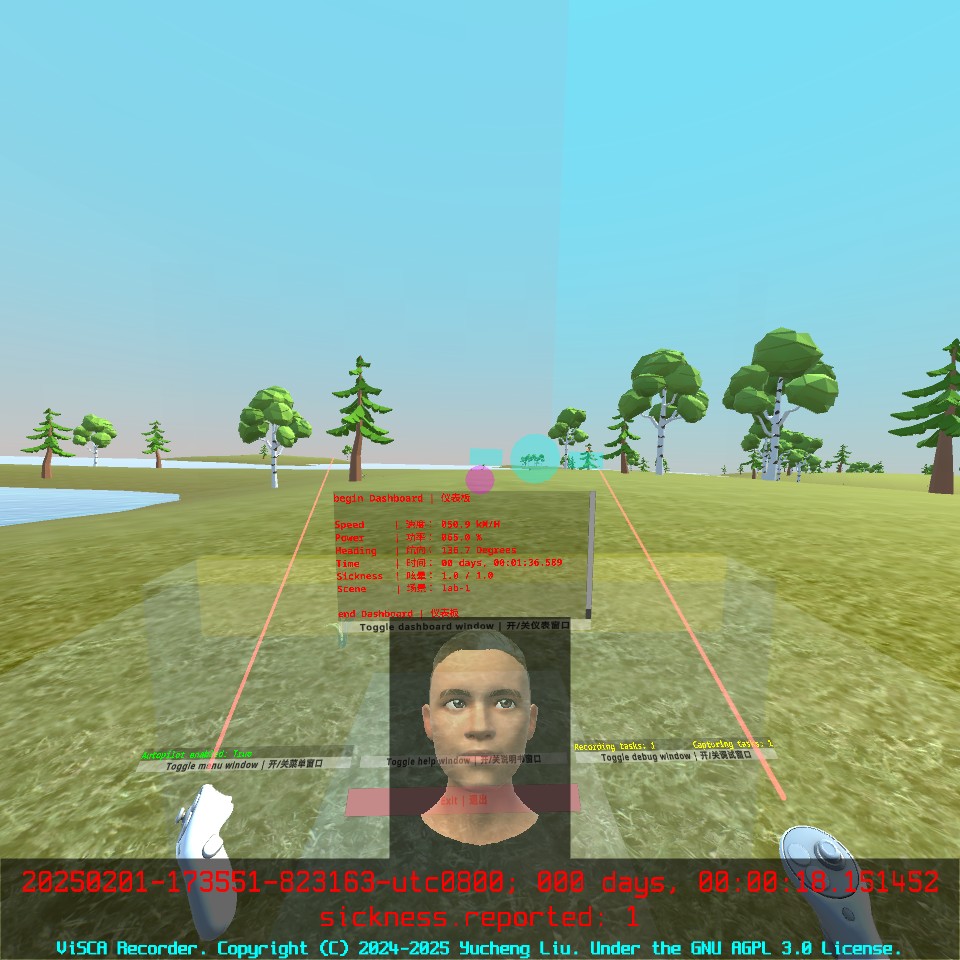 begin Dashboard | 仪表板
Speed | 速度： 050.9 kM/H
Power | 功率： 065.0 %
Heading | 航向： 136.7 Degrees
Time | 时间： 00 days, 00:01:36.589
Sickness | 眩晕： 1.0 / 1.0
Scene | 场景： lab-1
end Dashboard | 仪表板
Toggle dashboard window | 开/关仪表窗口
Autopilot enabled: True
Recording tasks: 1 Capturing tasks: 1
Toggle menu window | 开/关菜单窗口
Toggle help window | 开/关说明书窗口
Toggle debug window | 开/关调试窗口
Exit | 退出
20250201-173551-823163-utc0800; 000 days, 00:00:18.151452
sickness.reported: 1
ViSCA Recorder. Copyright (C) 2024-2025 Yucheng Liu. Under the GNU AGPL 3.0 License.